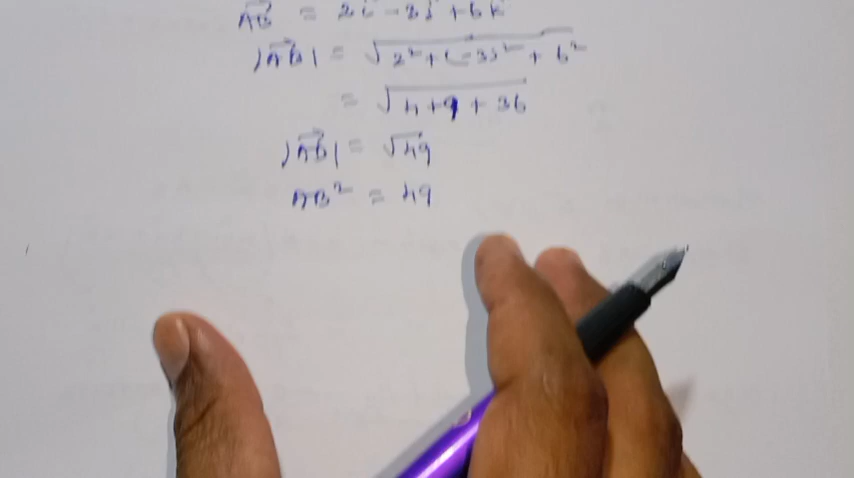 AB⃗ = 2i - 3j + 6k
|AB⃗| = √2² + (-3)² + 6²
= √4 + 9 + 36
|AB⃗| = √49
AB² = 49